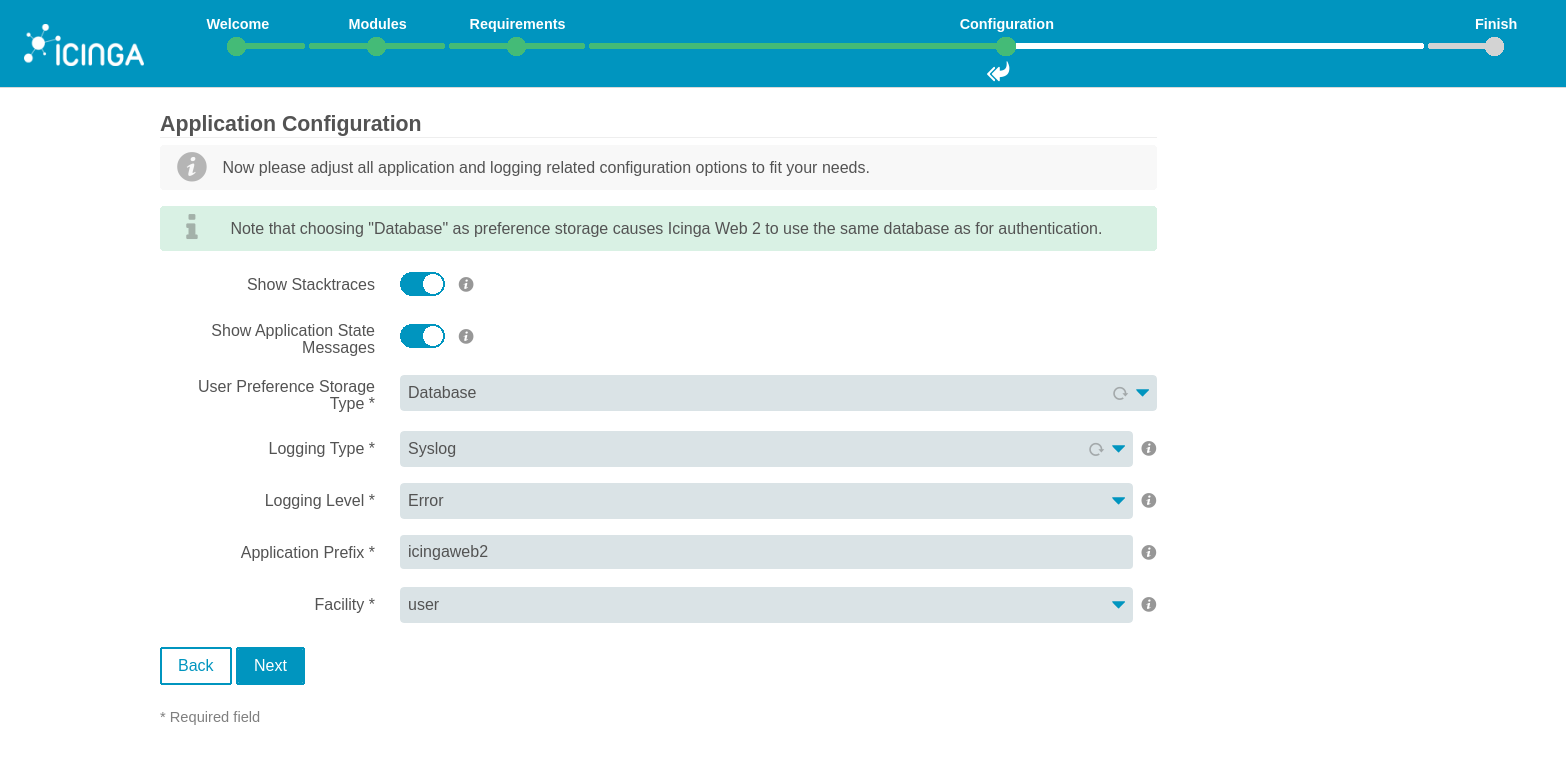 Welcome
Modules
Requirements
Configuration
Finish
ICINGA
Application Configuration
Now please adjust all application and logging related configuration options to fit your needs.
Note that choosing "Database" as preference storage causes Icinga Web 2 to use the same database as for authentication.
Show Stacktraces
Show Application State
Messages
User Preference Storage
Type *
Database
Logging Type *
Syslog
Logging Level *
Error
Application Prefix *
icingaweb2
Facility *
user
Back
Next
* Required field